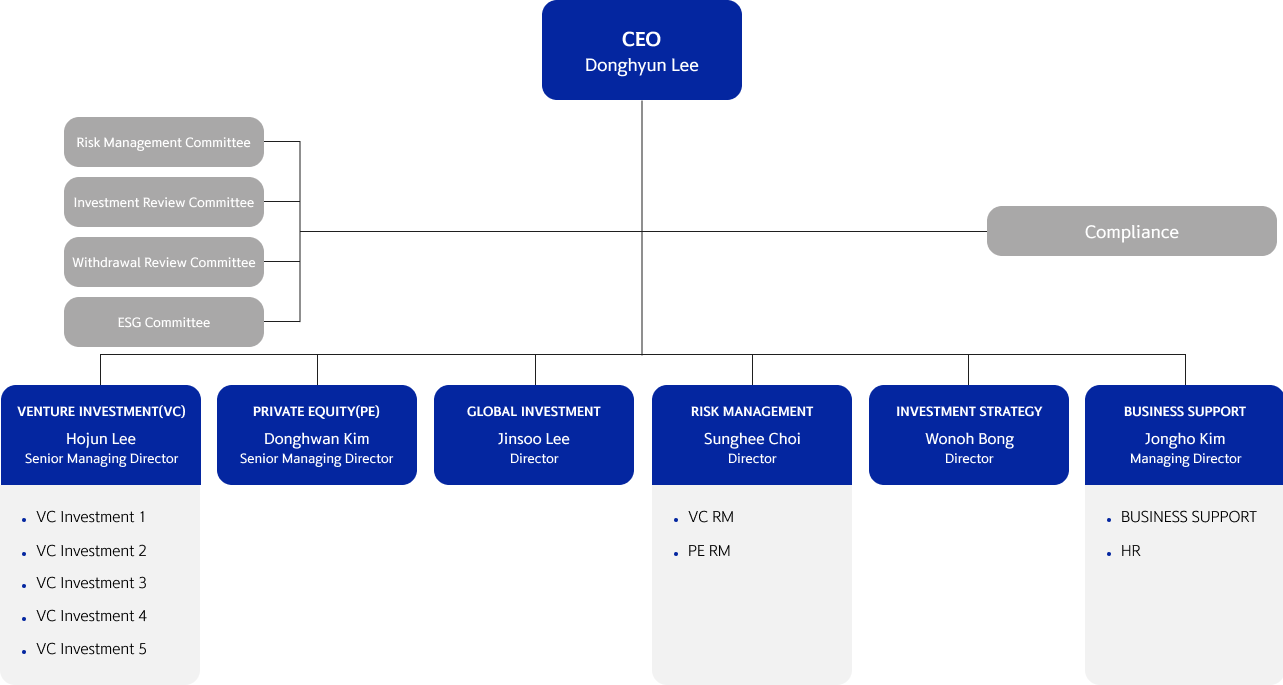 CEO
Donghyun Lee
Risk Management Committee
Investment Review Committee
Withdrawal Review Committee
ESG Committee
Compliance
VENTURE INVESTMENT(VC)
Hojun Lee
Senior Managing Director
VC Investment 1
VC Investment 2
VC Investment 3
VC Investment 4
VC Investment 5
PRIVATE EQUITY(PE)
Donghwan Kim
Senior Managing Director
GLOBAL INVESTMENT
Jinsoo Lee
Director
RISK MANAGEMENT
Sunghee Choi
Director
VC RM
PE RM
INVESTMENT STRATEGY
Wonoh Bong
Director
BUSINESS SUPPORT
Jongho Kim
Managing Director
BUSINESS SUPPORT
HR